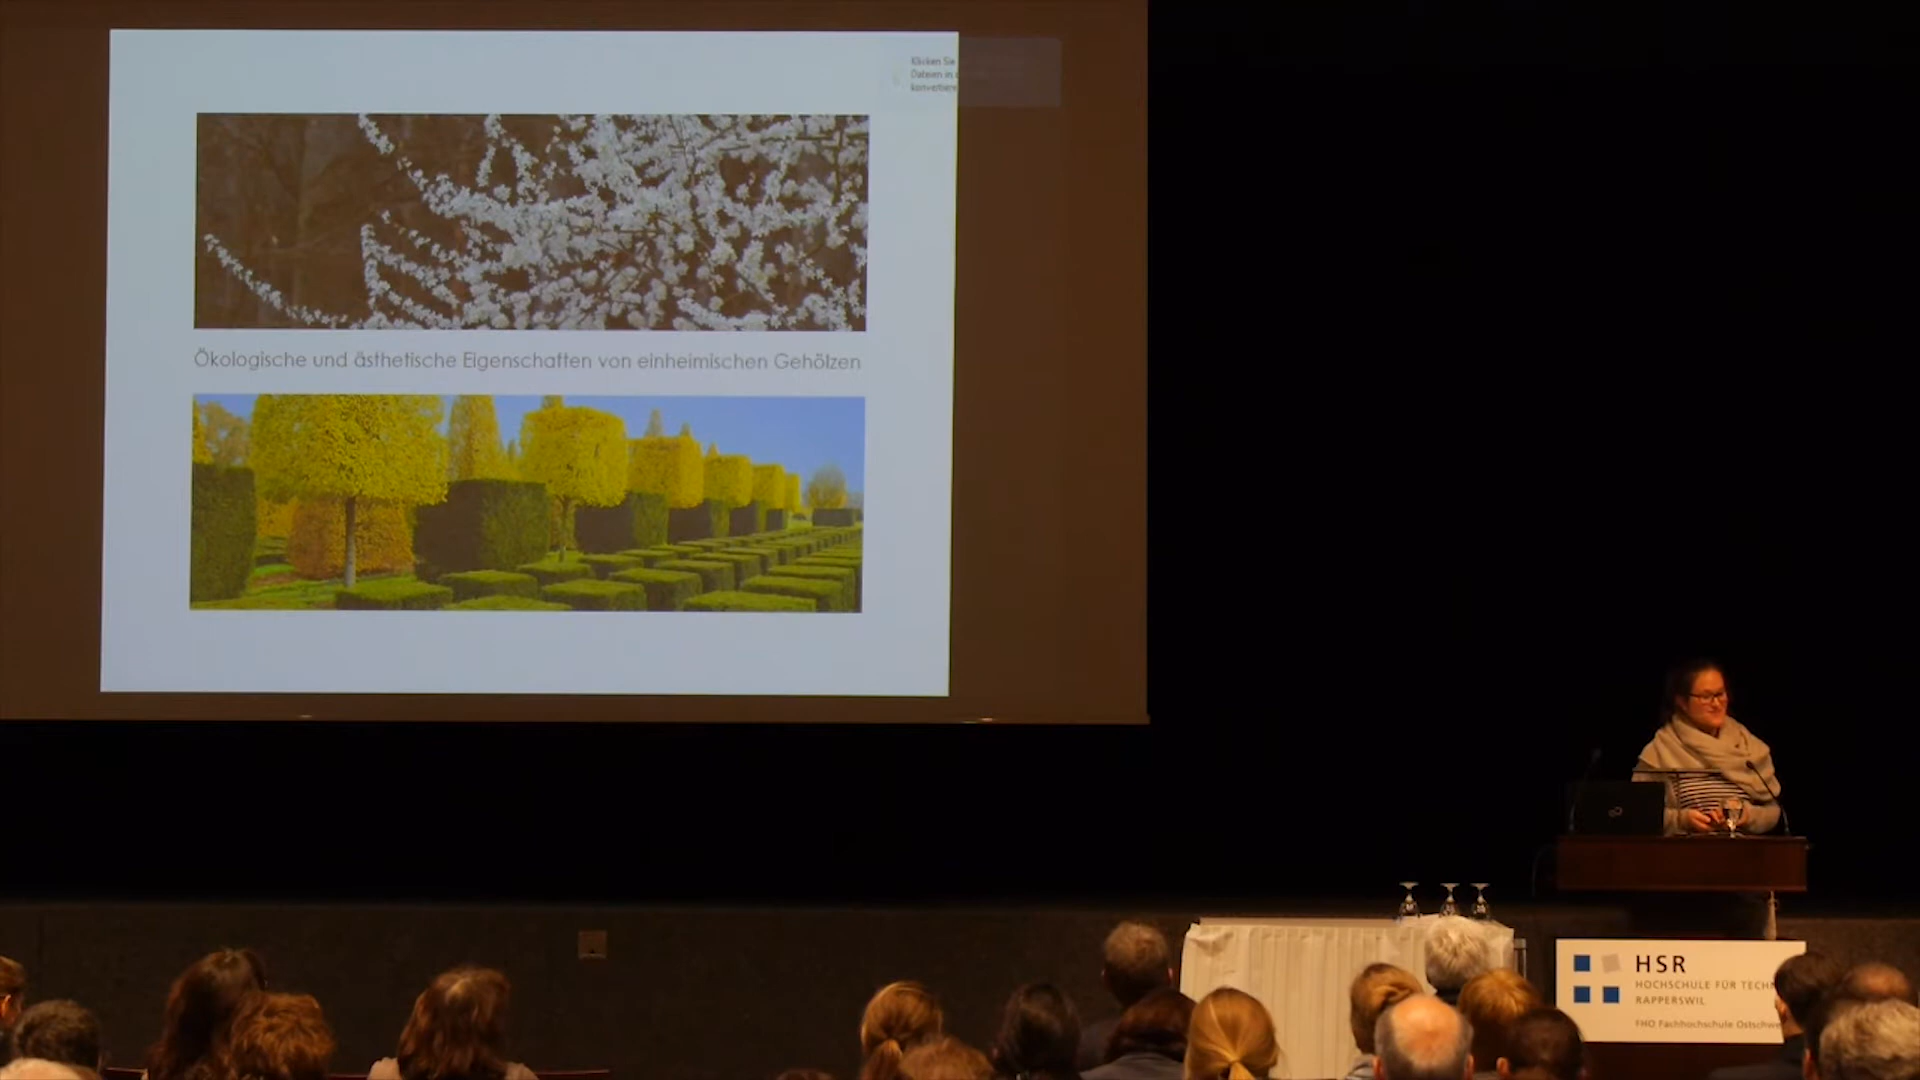 Klicken Sie
Dateien in
konvertiere
Ökologische und ästhetische Eigenschaften von einheimischen Gehölzen
HSR
HOCHSCHULE FÜR TECHN
RAPPERSWIL
FHO Fachhochschule Ostschwe